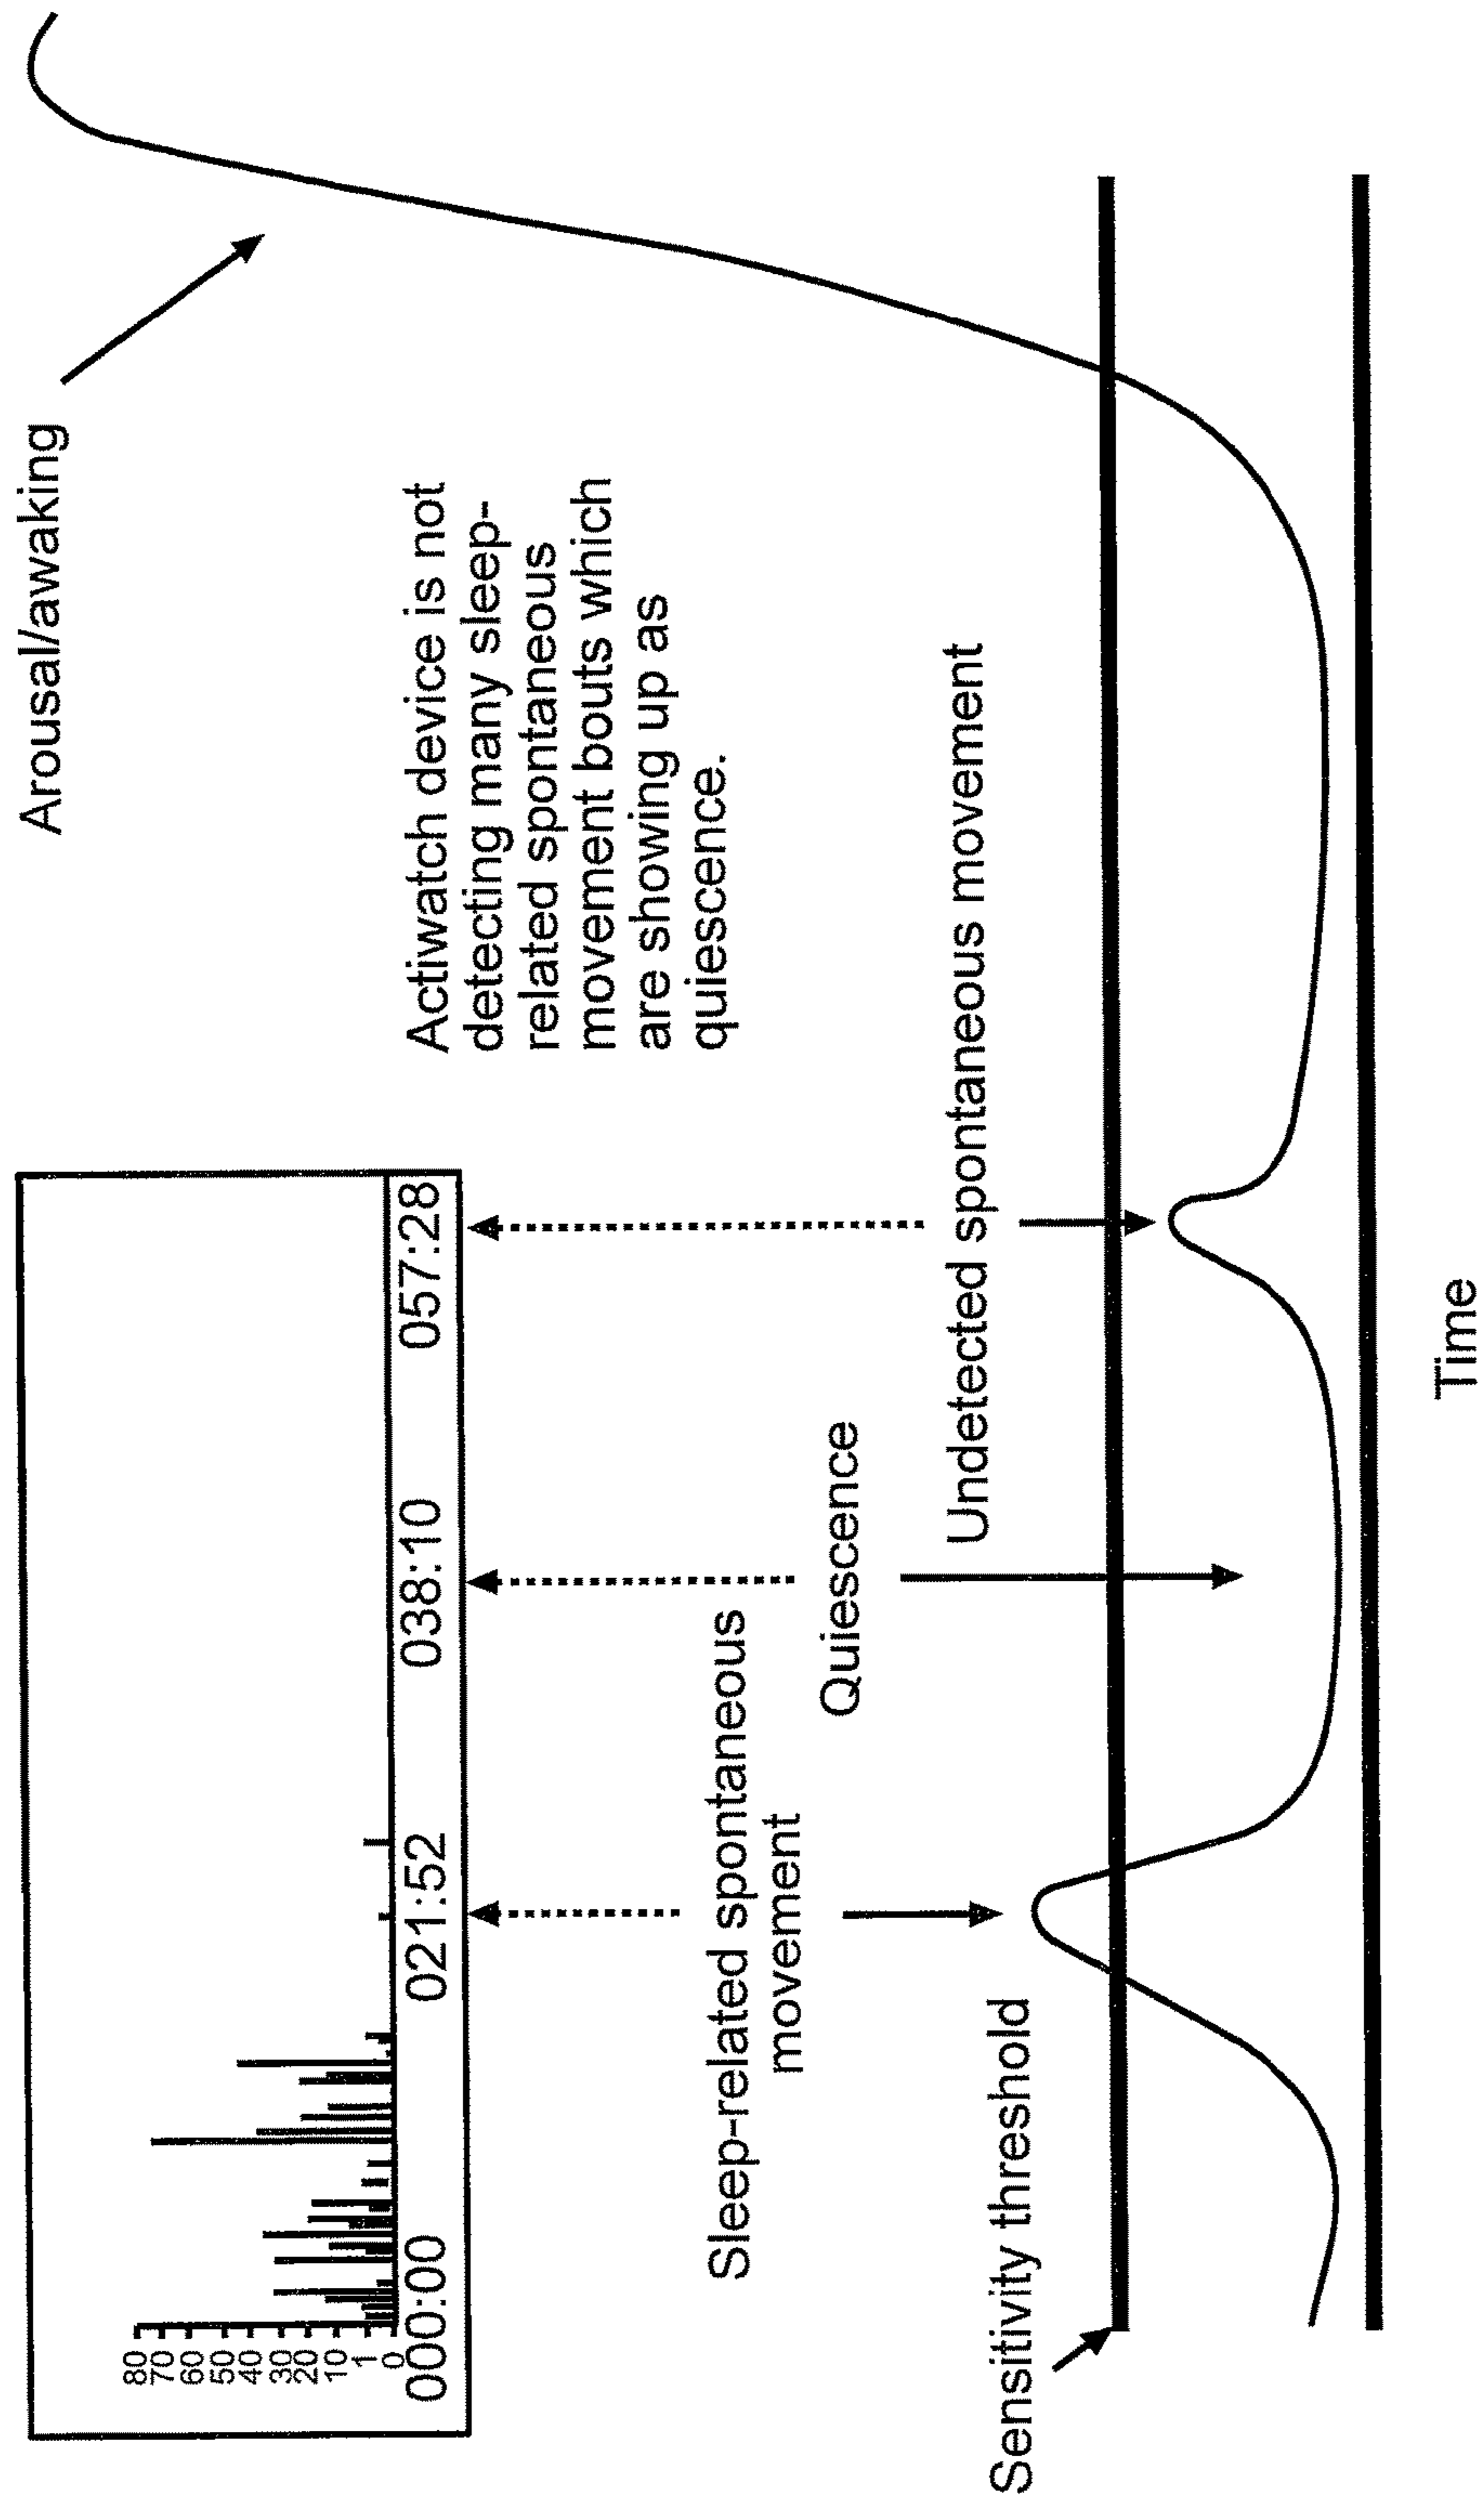 Arousal/awaking
Actiwatch device is not
detecting many sleep-
related spontaneous
movement bouts which
are showing up as
quiescence.
80
70
60
50
40
30
20
10
1
0
000:00 021:52 038:10 057:28
Sleep-related spontaneous
movement
Quiescence
Undetected spontaneous movement
Sensitivity threshold
Time